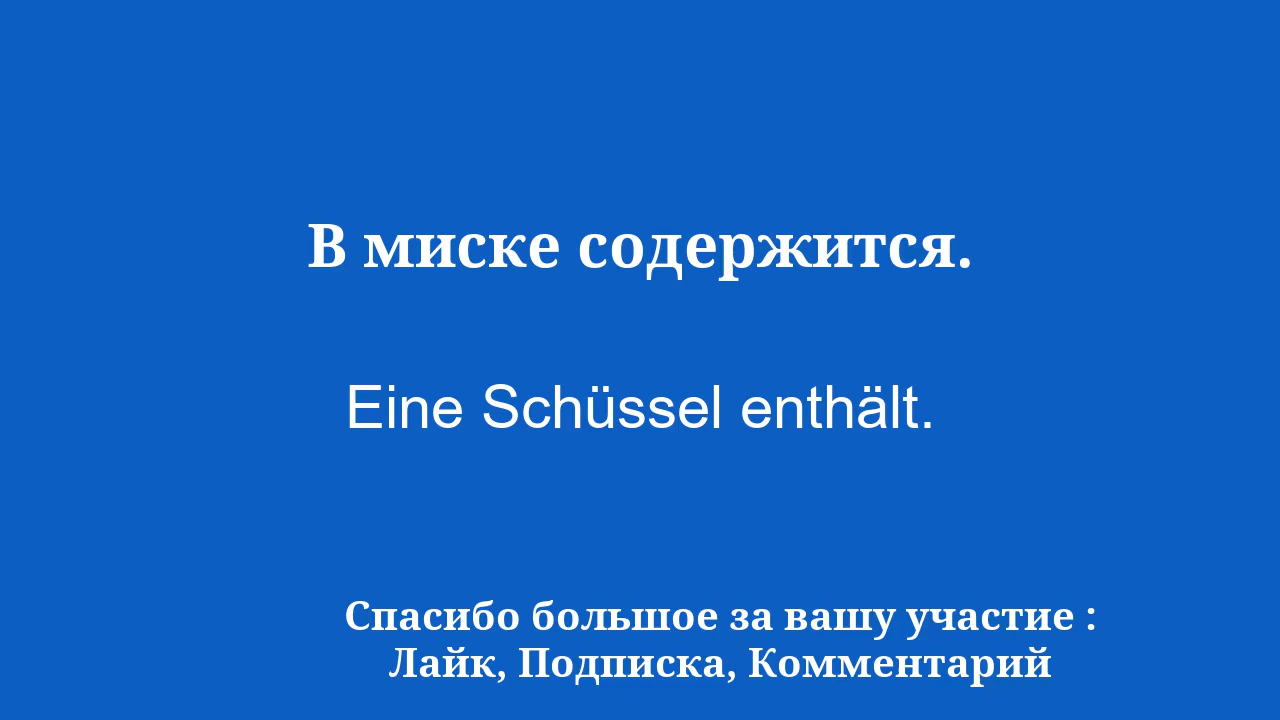 В миске содержится.
Eine Schüssel enthält.
Спасибо большое за вашу участие :
Лайк, Подписка, Комментарий